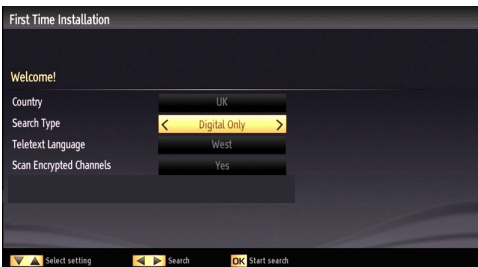 First Time Installation
Welcome!
Country UK
Search Type Digital Only
Teletext Language West
Scan Encrypted Channels Yes
Select setting Search OK Start search